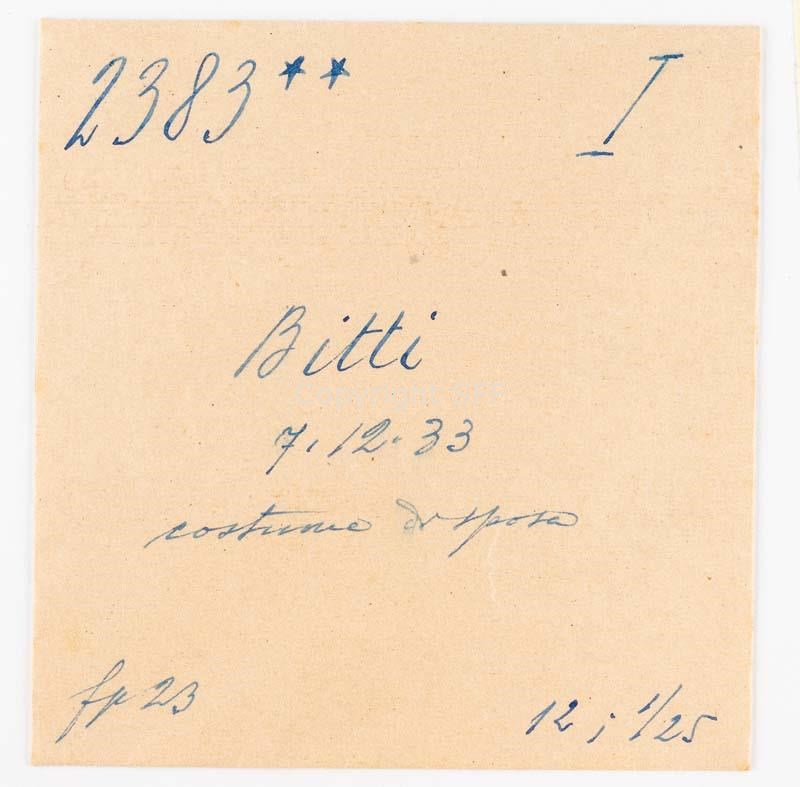 2383** I
Bitti
7.12.33
costume di sposa
fp 23
12 ; 1/25